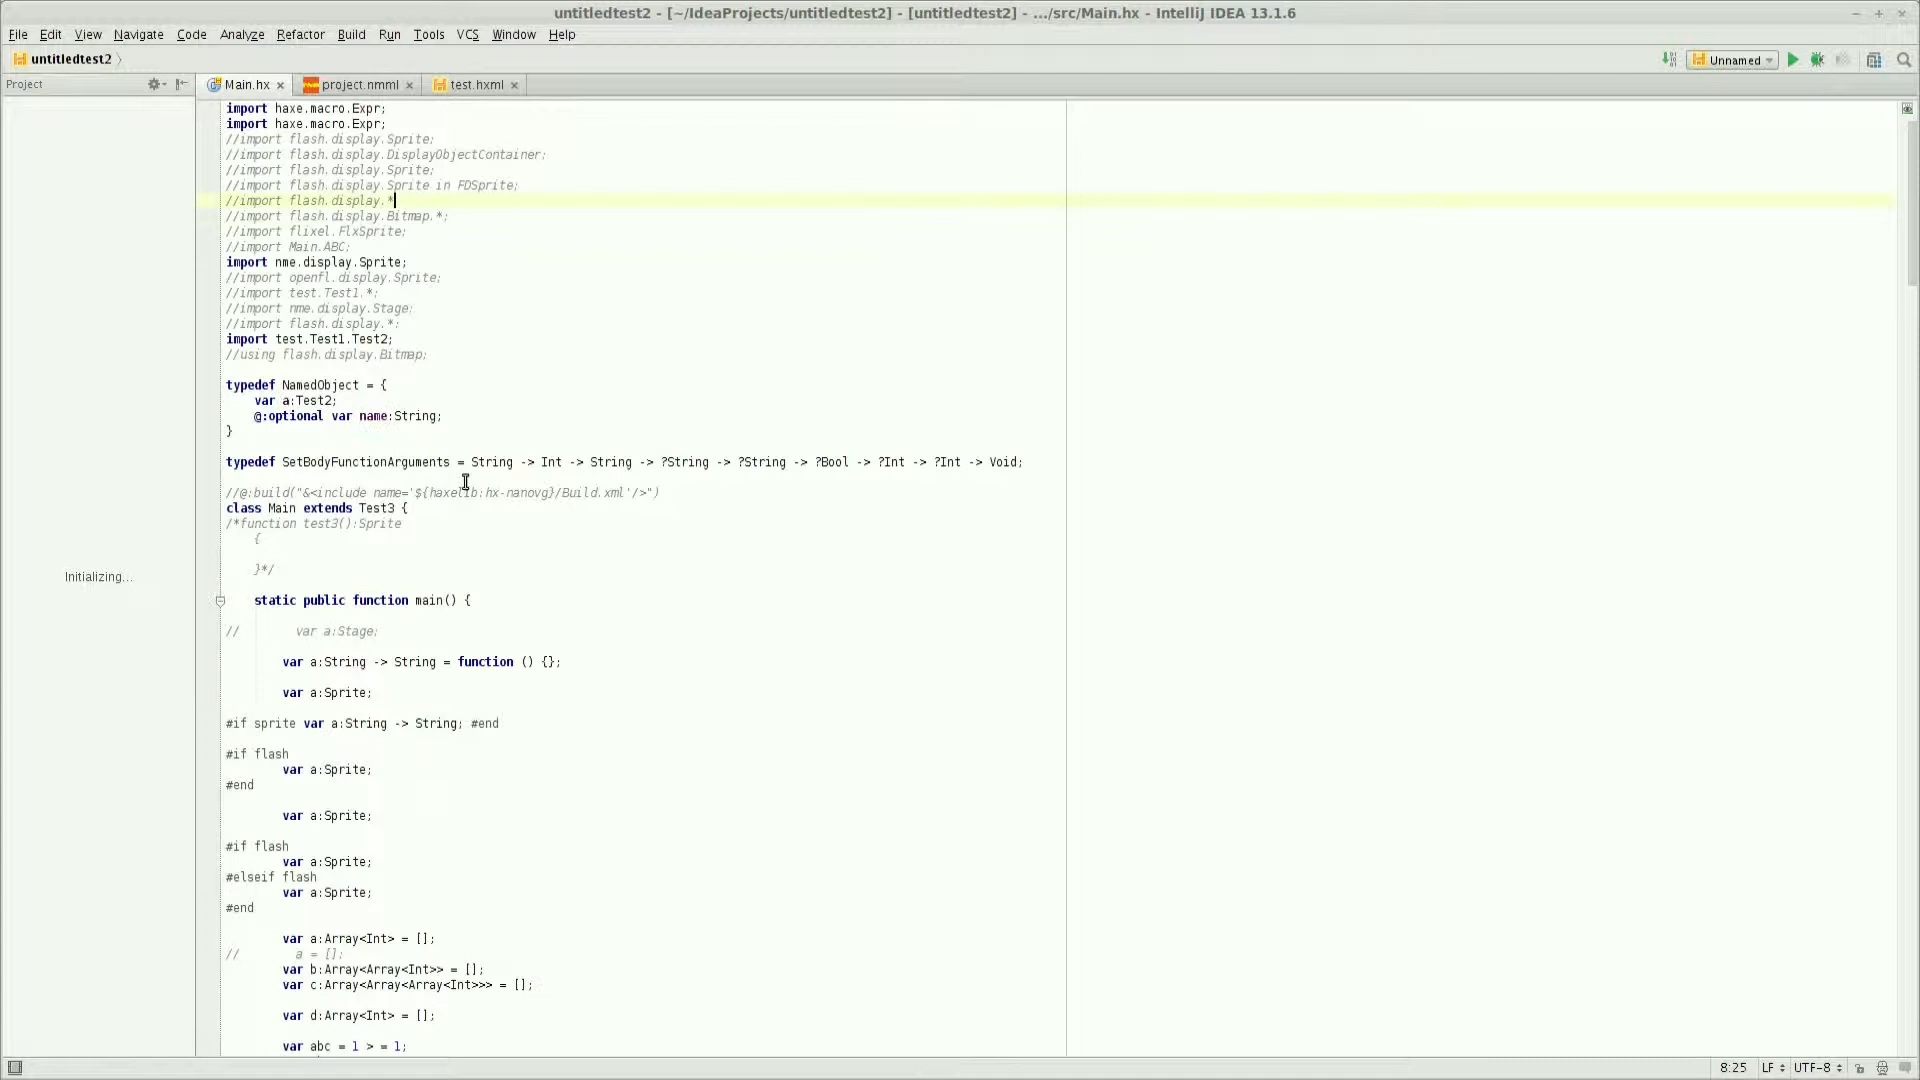 untitledtest2 - [~/IdeaProjects/untitledtest2] - [untitledtest2] - .../src/Main.hx - IntelliJ IDEA 13.1.6
File Edit View Navigate Code Analyze Refactor Build Run Tools VCS Window Help
untitledtest2
Unnamed
Project
Main.hx project.nmml test.hxml
import haxe.macro.Expr;
import haxe.macro.Expr;
//import flash.display.Sprite;
//import flash.display.DisplayObjectContainer;
//import flash.display.Sprite;
//import flash.display.Sprite in FDSprite;
//import flash.display.*
//import flash.display.Bitmap.*;
//import flixel.FlxSprite;
//import Main.ABC;
import nme.display.Sprite;
//import openfl.display.Sprite;
//import test.Test1.*;
//import nme.display.Stage;
//import flash.display.*;
import test.Test1.Test2;
//using flash.display.Bitmap;
typedef NamedObject = {
var a:Test2;
@:optional var name:String;
}
typedef SetBodyFunctionArguments = String -> Int -> String -> ?String -> ?String -> ?Bool -> ?Int -> ?Int -> Void;
//@:build("&<include name='${haxelib:hx-nanovg}/Build.xml'/>")
class Main extends Test3 {
/*function test3():Sprite
{
}*/
Initializing...
static public function main() {
// var a:Stage;
var a:String -> String = function () {};
var a:Sprite;
#if sprite var a:String -> String; #end
#if flash
var a:Sprite;
#end
var a:Sprite;
#if flash
var a:Sprite;
#elseif flash
var a:Sprite;
#end
var a:Array<Int> = [];
// a = [];
var b:Array<Array<Int>> = [];
var c:Array<Array<Array<Int>>> = [];
var d:Array<Int> = [];
var abc = 1 > = 1;
8:25 LF UTF-8